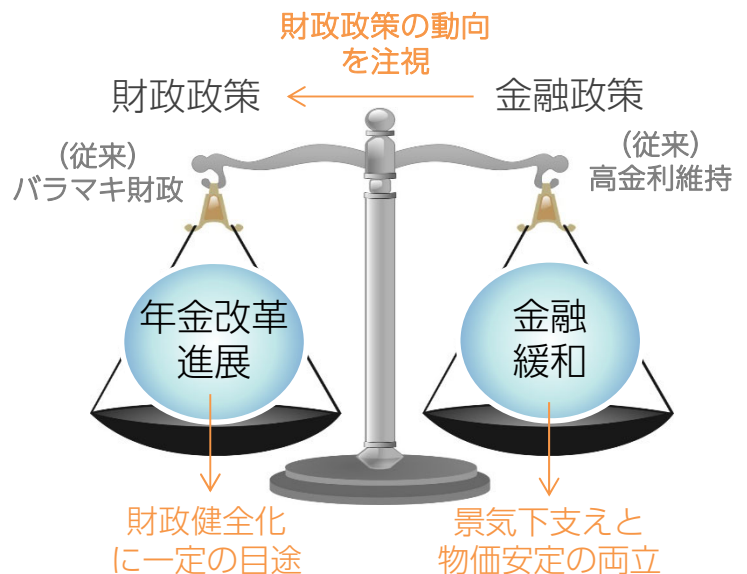 財政政策の動向
を注視
財政政策
金融政策
(従来)
バラマキ財政
(従来)
高金利維持
年金改革
進展
金融
緩和
財政健全化
に一定の目途
景気下支えと
物価安定の両立